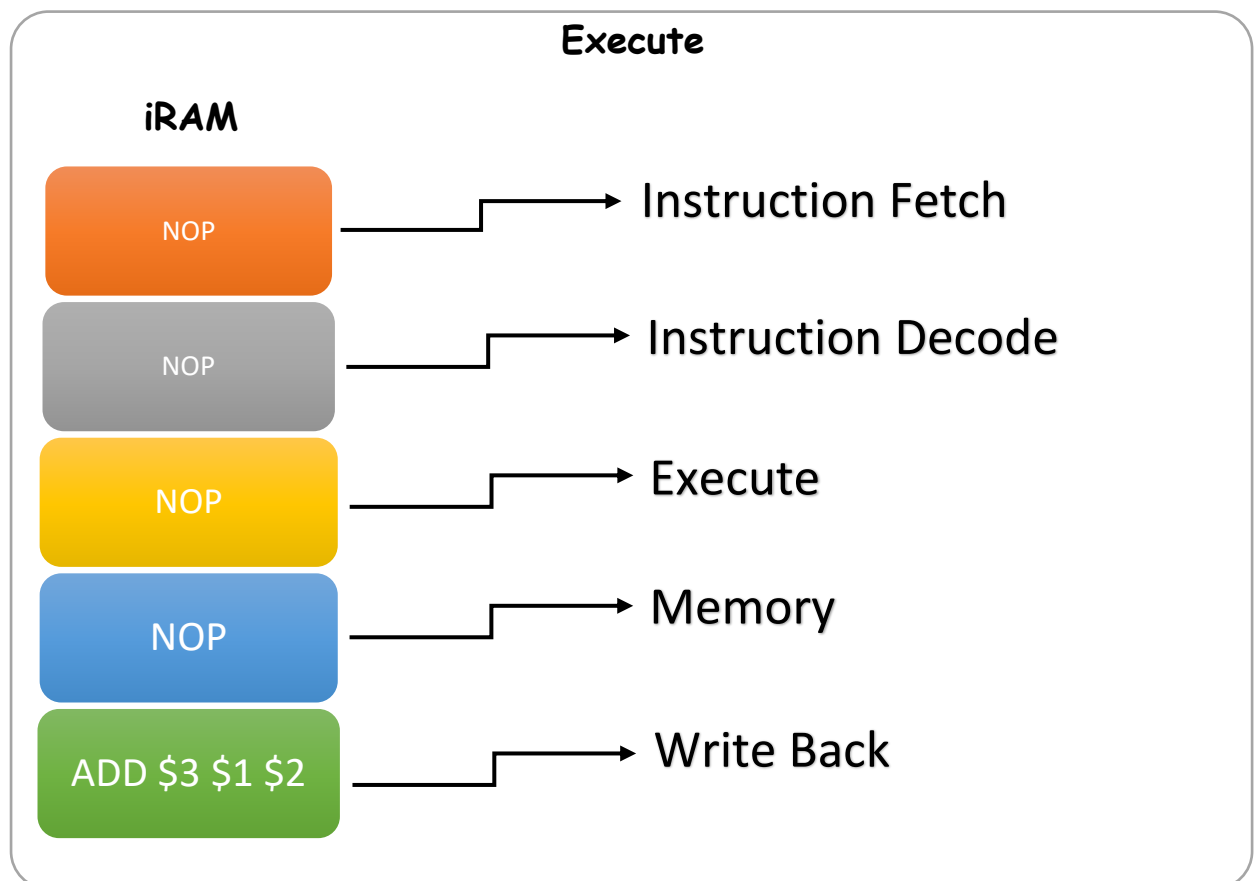 Execute
iRAM
NOP
Instruction Fetch
NOP
Instruction Decode
NOP
Execute
NOP
Memory
ADD $3 $1 $2
Write Back